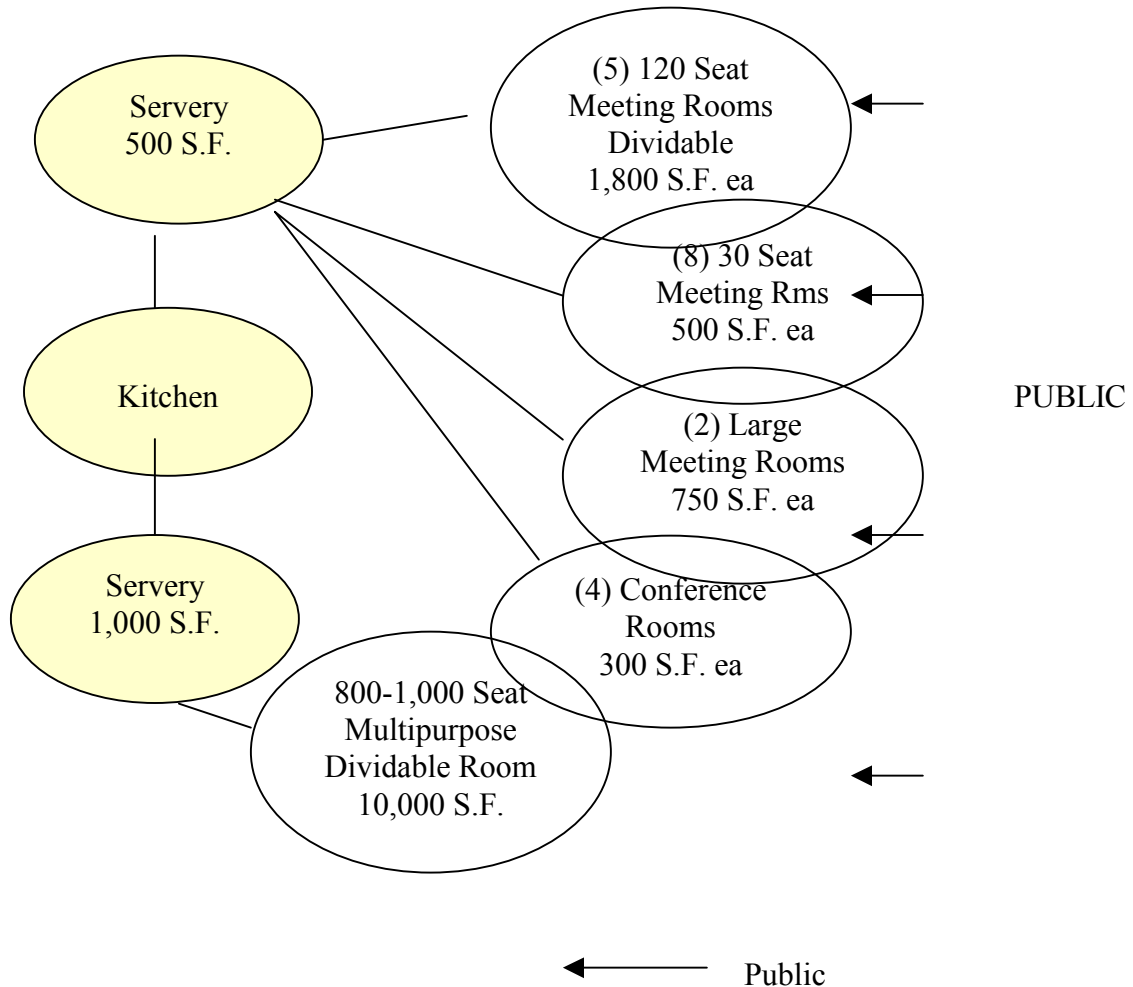 Servery
500 S.F.
(5) 120 Seat
Meeting Rooms
Dividable
1,800 S.F. ea
(8) 30 Seat
Meeting Rms
500 S.F. ea
Kitchen
PUBLIC
(2) Large
Meeting Rooms
750 S.F. ea
Servery
1,000 S.F.
(4) Conference
Rooms
300 S.F. ea
800-1,000 Seat
Multipurpose
Dividable Room
10,000 S.F.
Public